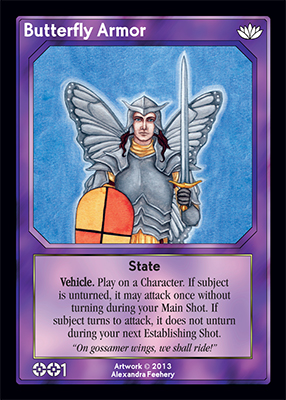 Butterfly Armor
State
Vehicle. Play on a Character. If subject
is unturned, it may attack once without
turning during your Main Shot. If
subject turns to attack, it does not unturn
during your next Establishing Shot.
“On gossamer wings, we shall ride!”
1
Artwork © 2013
Alexandra Feehery